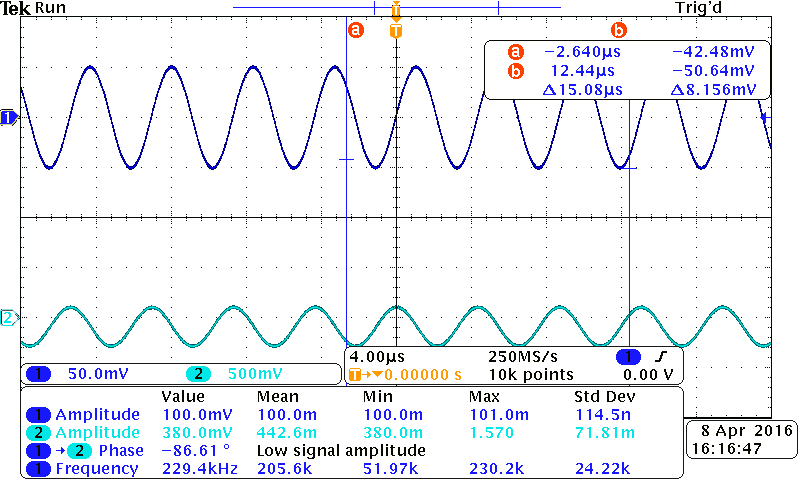 Tek Run Trig'd
T
a b
T
a −2.640µs −42.48mV
b 12.44µs −50.64mV
Δ15.08µs Δ8.156mV
1
2
1 50.0mV 2 500mV
4.00µs 250MS/s 1
T→▼0.00000 s 10k points 0.00 V
Value Mean Min Max Std Dev
1 Amplitude 100.0mV 100.0m 100.0m 101.0m 114.5n
2 Amplitude 380.0mV 442.6m 380.0m 1.570 71.81m
1 → 2 Phase −86.61 ° Low signal amplitude
1 Frequency 229.4kHz 205.6k 51.97k 230.2k 24.22k
8 Apr 2016
16:16:47